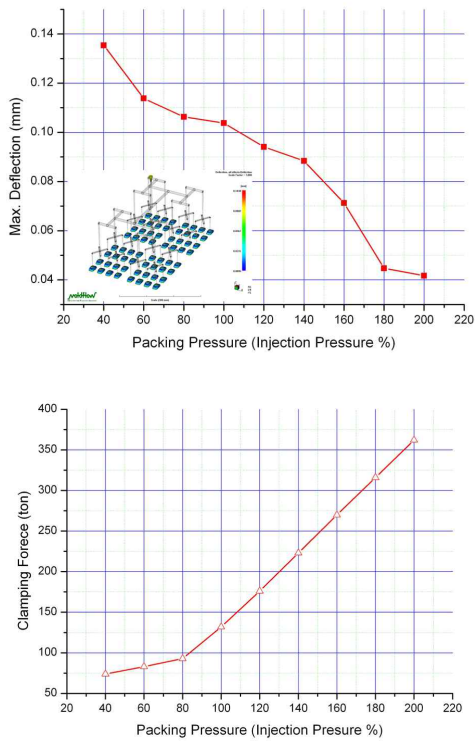 0.14
0.12
0.10
0.08
0.06
0.04
Max. Deflection (mm)
moldflow
20 40 60 80 100 120 140 160 180 200 220
Packing Pressure (Injection Pressure %)
400
350
300
250
200
150
100
50
Clamping Forece (ton)
20 40 60 80 100 120 140 160 180 200 220
Packing Pressure (Injection Presure %)